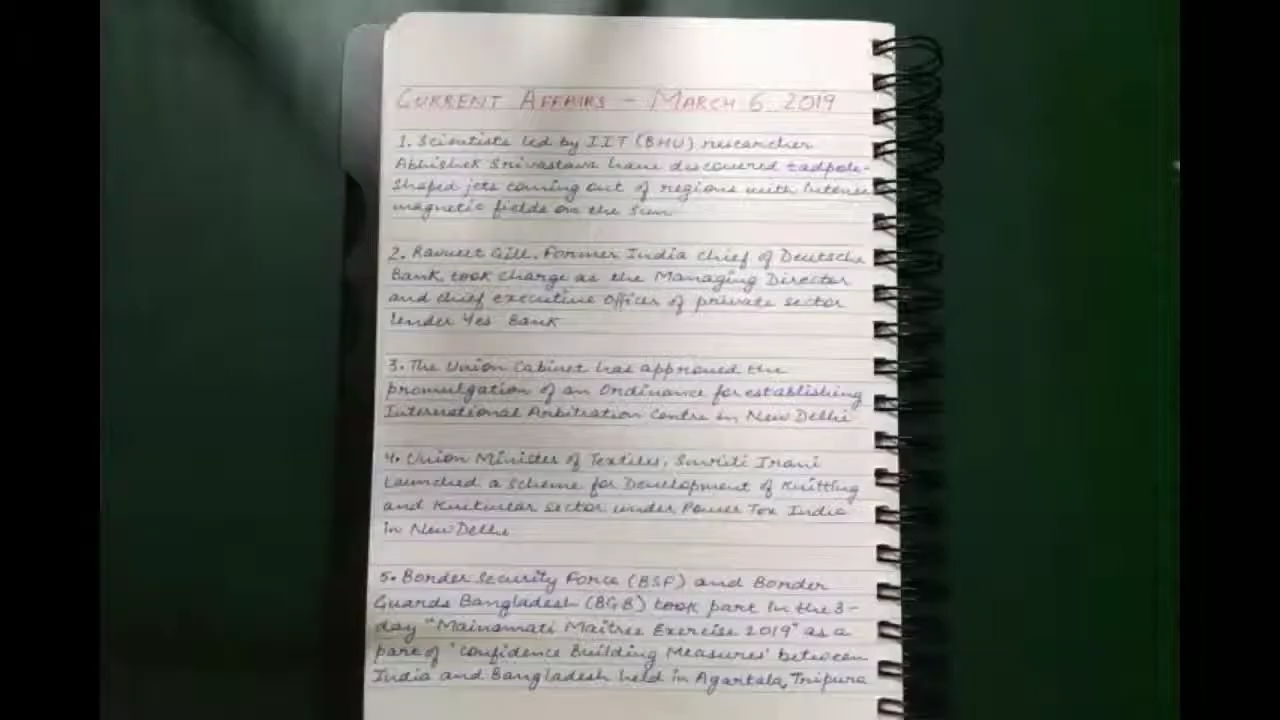 CURRENT AFFAIRS - MARCH 6, 2019
1. Scientists led by IIT (BHU) researcher
Abhishek Srivastava have discovered tadpole-
shaped jets coming out of regions with intense
magnetic fields on the Sun
2. Ravneet Gill, Former India chief of Deutsche
Bank, took charge as the Managing Director
and chief executive officer of private sector
lender Yes Bank
3. The Union Cabinet has approved the
promulgation of an Ordinance for establishing
International Arbitration Centre in New Delhi
4. Union Minister of Textiles, Smriti Irani
launched a scheme for Development of Knitting
and Knitwear sector under Power Tex India
in New Delhi
5. Border Security Force (BSF) and Border
Guards Bangladesh (BGB) took part in the 3-
day "Mainamati Maitree Exercise 2019" as a
part of 'Confidence Building Measures' between
India and Bangladesh held in Agartala, Tripura